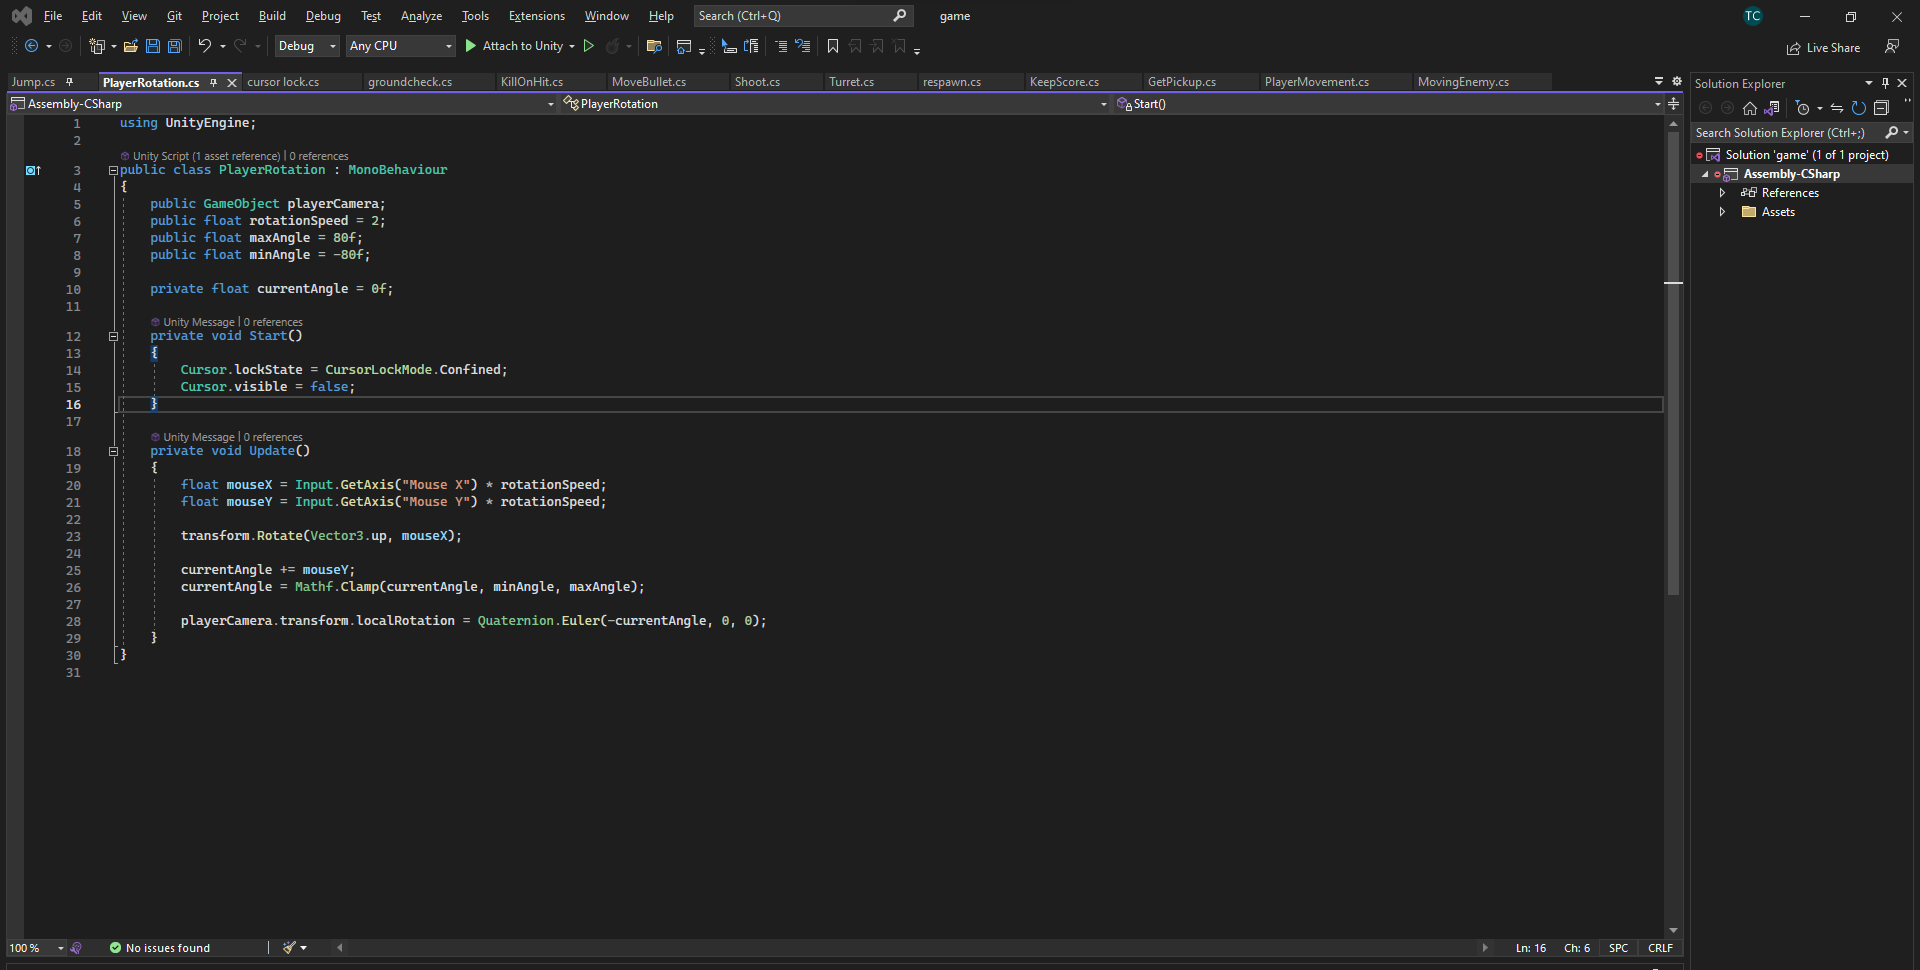 File Edit View Git Project Build Debug Test Analyze Tools Extensions Window Help Search (Ctrl+Q) game TC
Debug Any CPU Attach to Unity Live Share
Jump.cs PlayerRotation.cs cursor lock.cs groundcheck.cs KillOnHit.cs MoveBullet.cs Shoot.cs Turret.cs respawn.cs KeepScore.cs GetPickup.cs PlayerMovement.cs MovingEnemy.cs
Assembly-CSharp PlayerRotation Start()
1 using UnityEngine;
2
Unity Script (1 asset reference) | 0 references
3 public class PlayerRotation : MonoBehaviour
4 {
5 public GameObject playerCamera;
6 public float rotationSpeed = 2;
7 public float maxAngle = 80f;
8 public float minAngle = -80f;
9
10 private float currentAngle = 0f;
11
Unity Message | 0 references
12 private void Start()
13 {
14 Cursor.lockState = CursorLockMode.Confined;
15 Cursor.visible = false;
16 }
17
Unity Message | 0 references
18 private void Update()
19 {
20 float mouseX = Input.GetAxis("Mouse X") * rotationSpeed;
21 float mouseY = Input.GetAxis("Mouse Y") * rotationSpeed;
22
23 transform.Rotate(Vector3.up, mouseX);
24
25 currentAngle += mouseY;
26 currentAngle = Mathf.Clamp(currentAngle, minAngle, maxAngle);
27
28 playerCamera.transform.localRotation = Quaternion.Euler(-currentAngle, 0, 0);
29 }
30 }
31
Solution Explorer
Search Solution Explorer (Ctrl+;)
Solution 'game' (1 of 1 project)
Assembly-CSharp
References
Assets
100 % No issues found Ln: 16 Ch: 6 SPC CRLF